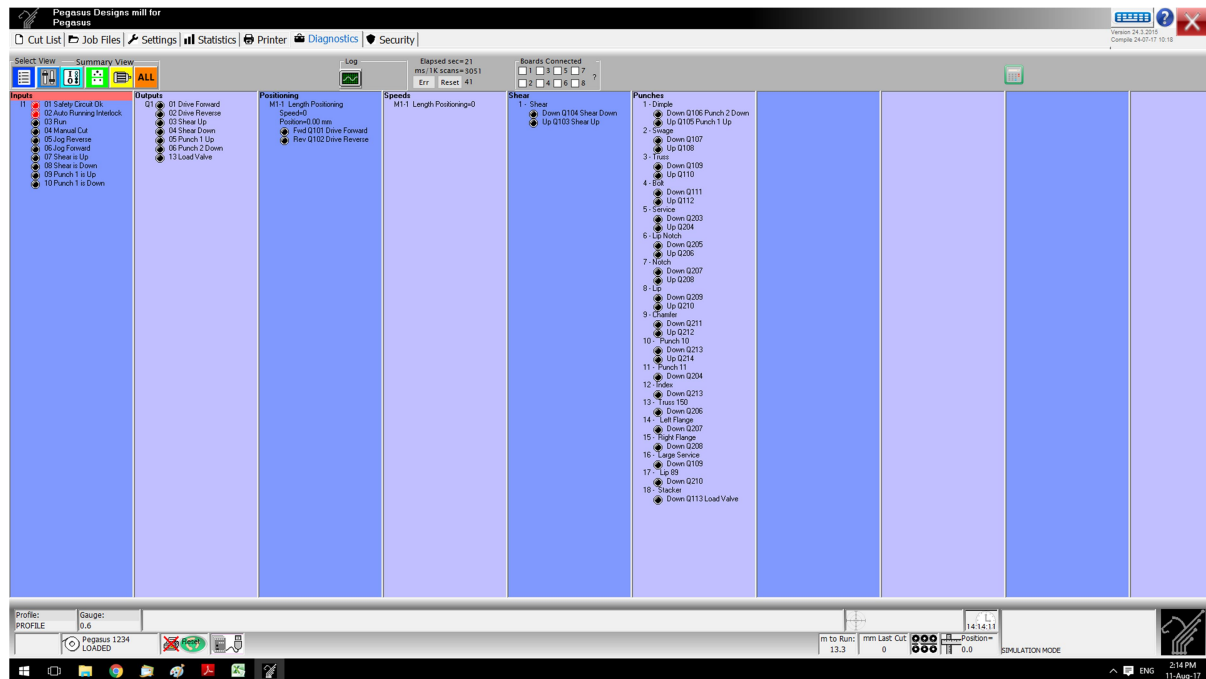 Pegasus Designs mill for
Pegasus
Version 24.3.2015
Compile 24-07-17 10:18
Cut List
Job Files
Settings
Statistics
Printer
Diagnostics
Security
Select View
Summary View
Log
Elapsed sec=21
ms/1K scans=3051
Err
Reset
41
Boards Connected
1 3 5 7
2 4 6 8
?
ALL
Inputs
I1 01 Safety Circuit Ok
02 Auto Running Interlock
03 Run
04 Manual Cut
05 Jog Reverse
06 Jog Forward
07 Shear is Up
08 Shear is Down
09 Punch 1 is Up
10 Punch 1 is Down
Outputs
Q1 01 Drive Forward
02 Drive Reverse
03 Shear Up
04 Shear Down
05 Punch 1 Up
06 Punch 2 Down
13 Load Valve
Positioning
M1-1 Length Positioning
Speed=0
Position=0.00 mm
Fwd Q101 Drive Forward
Rev Q102 Drive Reverse
Speeds
M1-1 Length Positioning=0
Shear
1 - Shear
Down Q104 Shear Down
Up Q103 Shear Up
Punches
1 - Dimple
Down Q106 Punch 2 Down
Up Q105 Punch 1 Up
2 - Swage
Down Q107
Up Q108
3 - Truss
Down Q109
Up Q110
4 - Bolt
Down Q111
Up Q112
5 - Service
Down Q203
Up Q204
6 - Lip Notch
Down Q205
Up Q206
7 - Notch
Down Q207
Up Q208
8 - Lip
Down Q209
Up Q210
9 - Chamfer
Down Q211
Up Q212
10 - Punch 10
Down Q213
Up Q214
11 - Punch 11
Down Q204
12 - Index
Down Q213
13 - Truss 150
Down Q206
14 - Left Flange
Down Q207
15 - Right Flange
Down Q208
16 - Large Service
Down Q109
17 - Lip 89
Down Q210
18 - Stacker
Down Q113 Load Valve
Profile:
PROFILE
Gauge:
0.6
14:14:11
Pegasus 1234
LOADED
Reset
m to Run:
13.3
mm Last Cut
0
Position=
0.0
SIMULATION MODE
ENG
2:14 PM
11-Aug-17